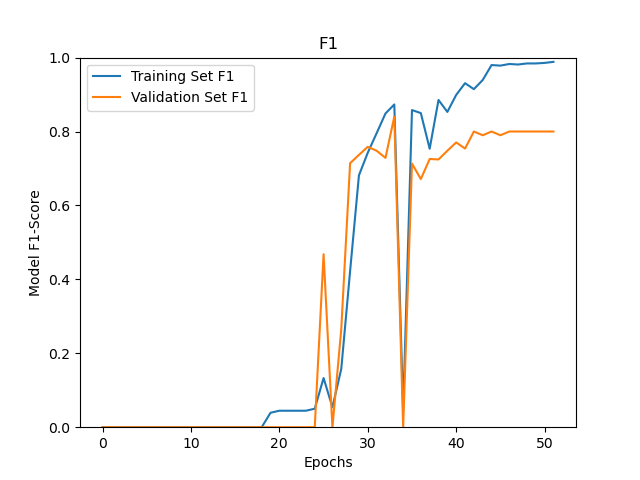 F1
Training Set F1
Validation Set F1
1.0
0.8
0.6
0.4
0.2
0.0
Model F1-Score
0 10 20 30 40 50
Epochs